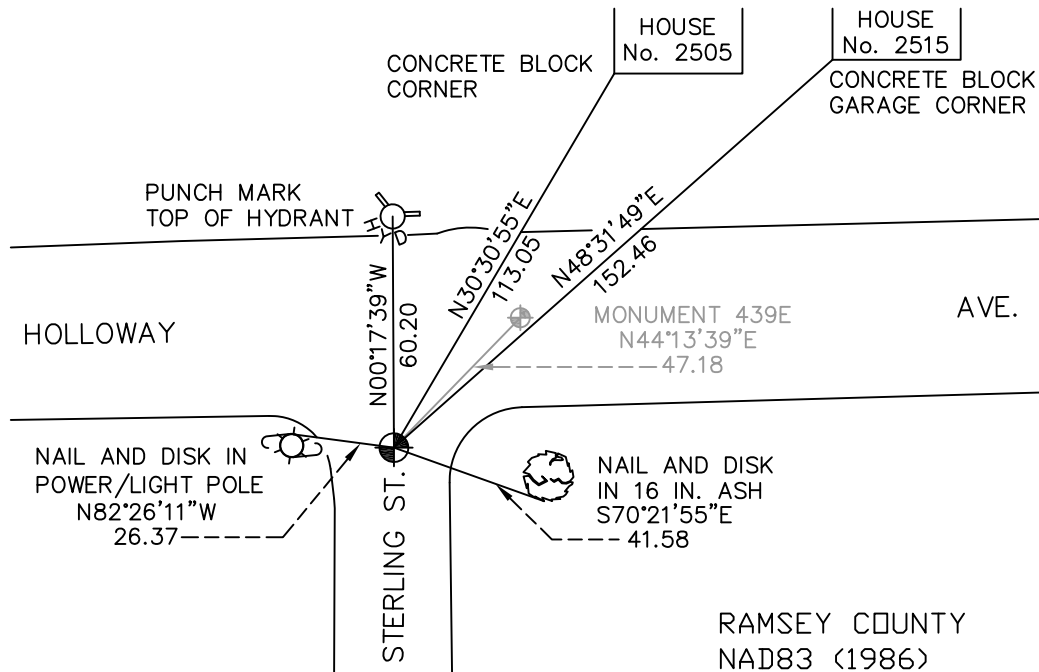 HOUSE
No. 2505
HOUSE
No. 2515
CONCRETE BLOCK
CORNER
CONCRETE BLOCK
GARAGE CORNER
PUNCH MARK
TOP OF HYDRANT
HYD
N30°30'55"E
113.05
N48°31'49"E
152.46
N00°17'39"W
60.20
HOLLOWAY
AVE.
MONUMENT 439E
N44°13'39"E
47.18
NAIL AND DISK IN
POWER/LIGHT POLE
N82°26'11"W
26.37
NAIL AND DISK
IN 16 IN. ASH
S70°21'55"E
41.58
STERLING ST.
RAMSEY COUNTY
NAD83 (1986)